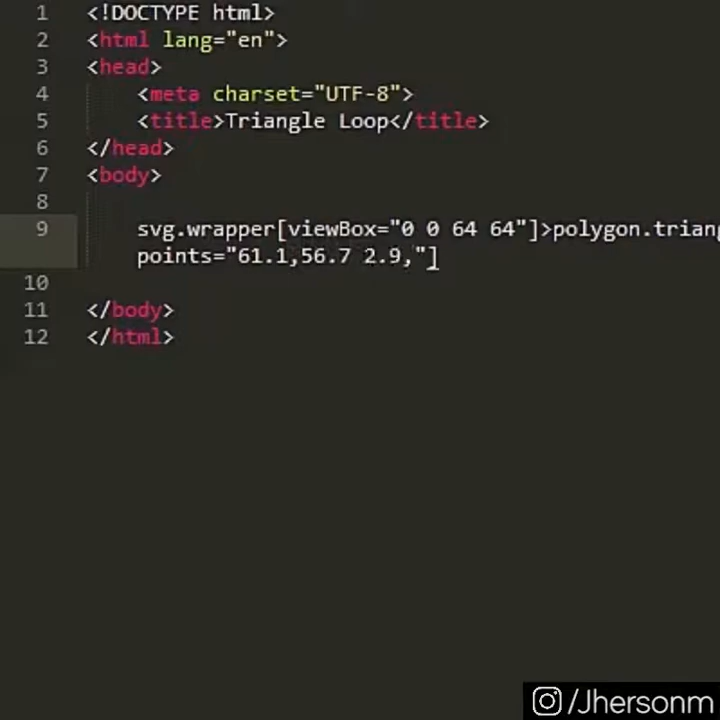 1 <!DOCTYPE html>
2 <html lang="en">
3 <head>
4 <meta charset="UTF-8">
5 <title>Triangle Loop</title>
6 </head>
7 <body>
8
9 svg.wrapper[viewBox="0 0 64 64"]>polygon.triang
points="61.1,56.7 2.9,"]
10
11 </body>
12 </html>
/Jhersonm